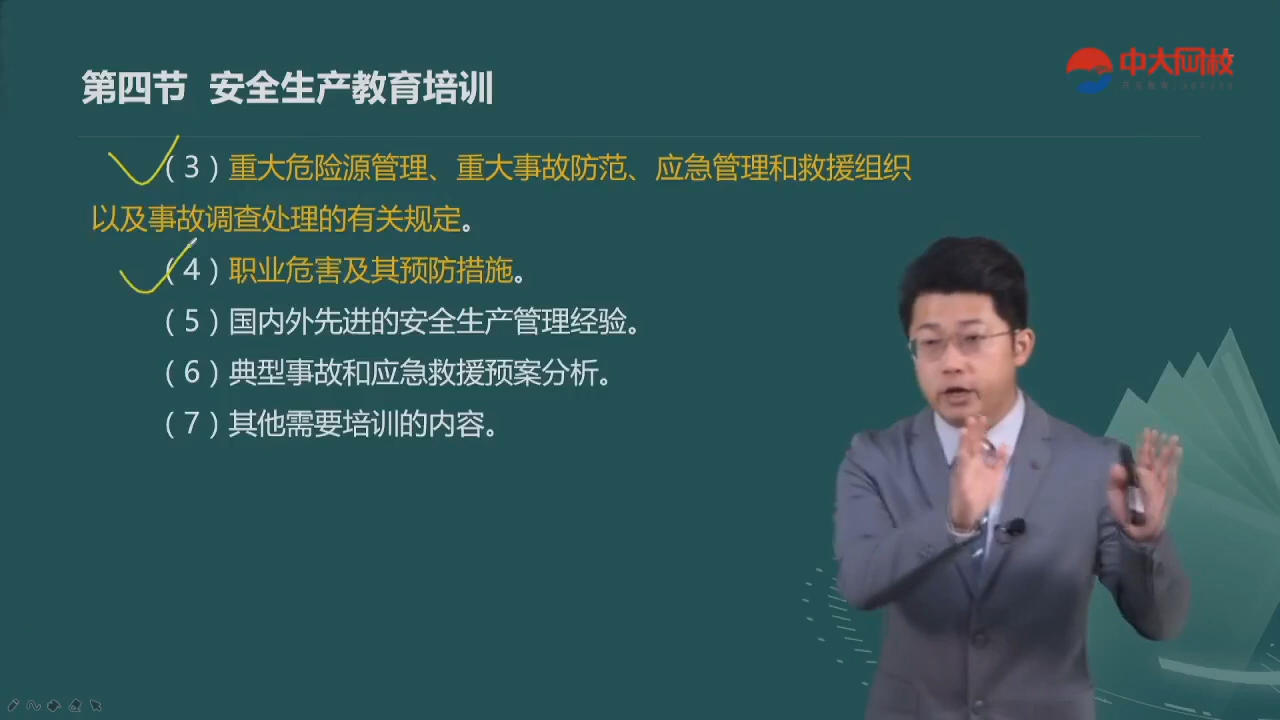 第四节 安全生产教育培训
中大网校
（3）重大危险源管理、重大事故防范、应急管理和救援组织
以及事故调查处理的有关规定。
（4）职业危害及其预防措施。
（5）国内外先进的安全生产管理经验。
（6）典型事故和应急救援预案分析。
（7）其他需要培训的内容。